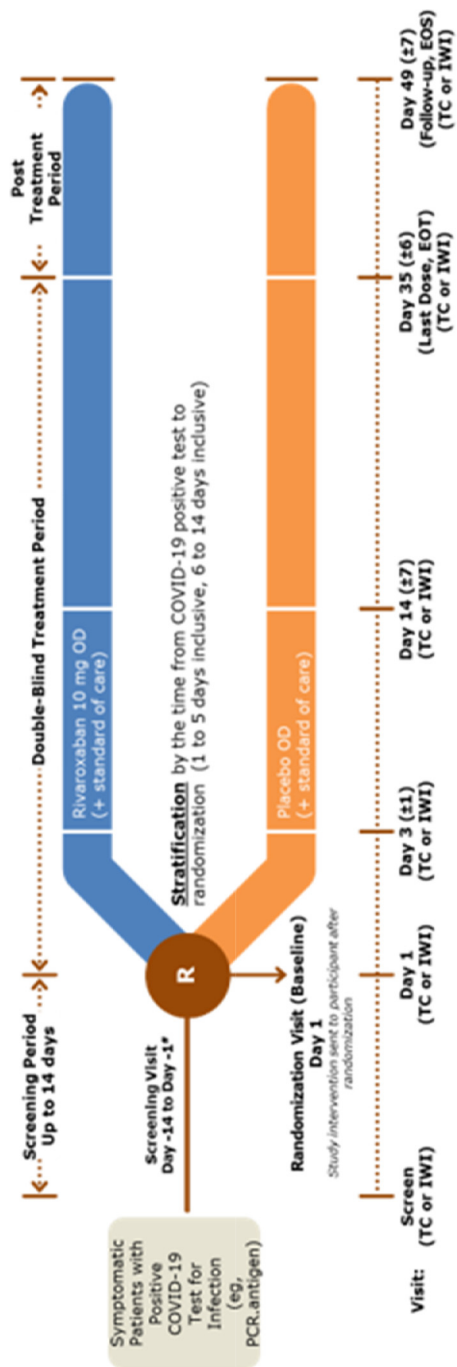 Screening Period
Up to 14 days
Double-Blind Treatment Period
Post
Treatment
Period
Symptomatic
Patients with
Positive
COVID-19
Test for
Infection
(eg,
PCR.antigen)
Screening Visit
Day -14 to Day -1*
R
Rivaroxaban 10 mg OD
(+ standard of care)
Stratification by the time from COVID-19 positive test to
randomization (1 to 5 days inclusive, 6 to 14 days inclusive)
Placebo OD
(+ standard of care)
Randomization Visit (Baseline)
Day 1
Study intervention sent to participant after
randomization
Visit:
Screen
(TC or IWI)
Day 1
(TC or IWI)
Day 3 (±1)
(TC or IWI)
Day 14 (±7)
(TC or IWI)
Day 35 (±6)
(Last Dose, EOT)
(TC or IWI)
Day 49 (±7)
(Follow-up, EOS)
(TC or IWI)